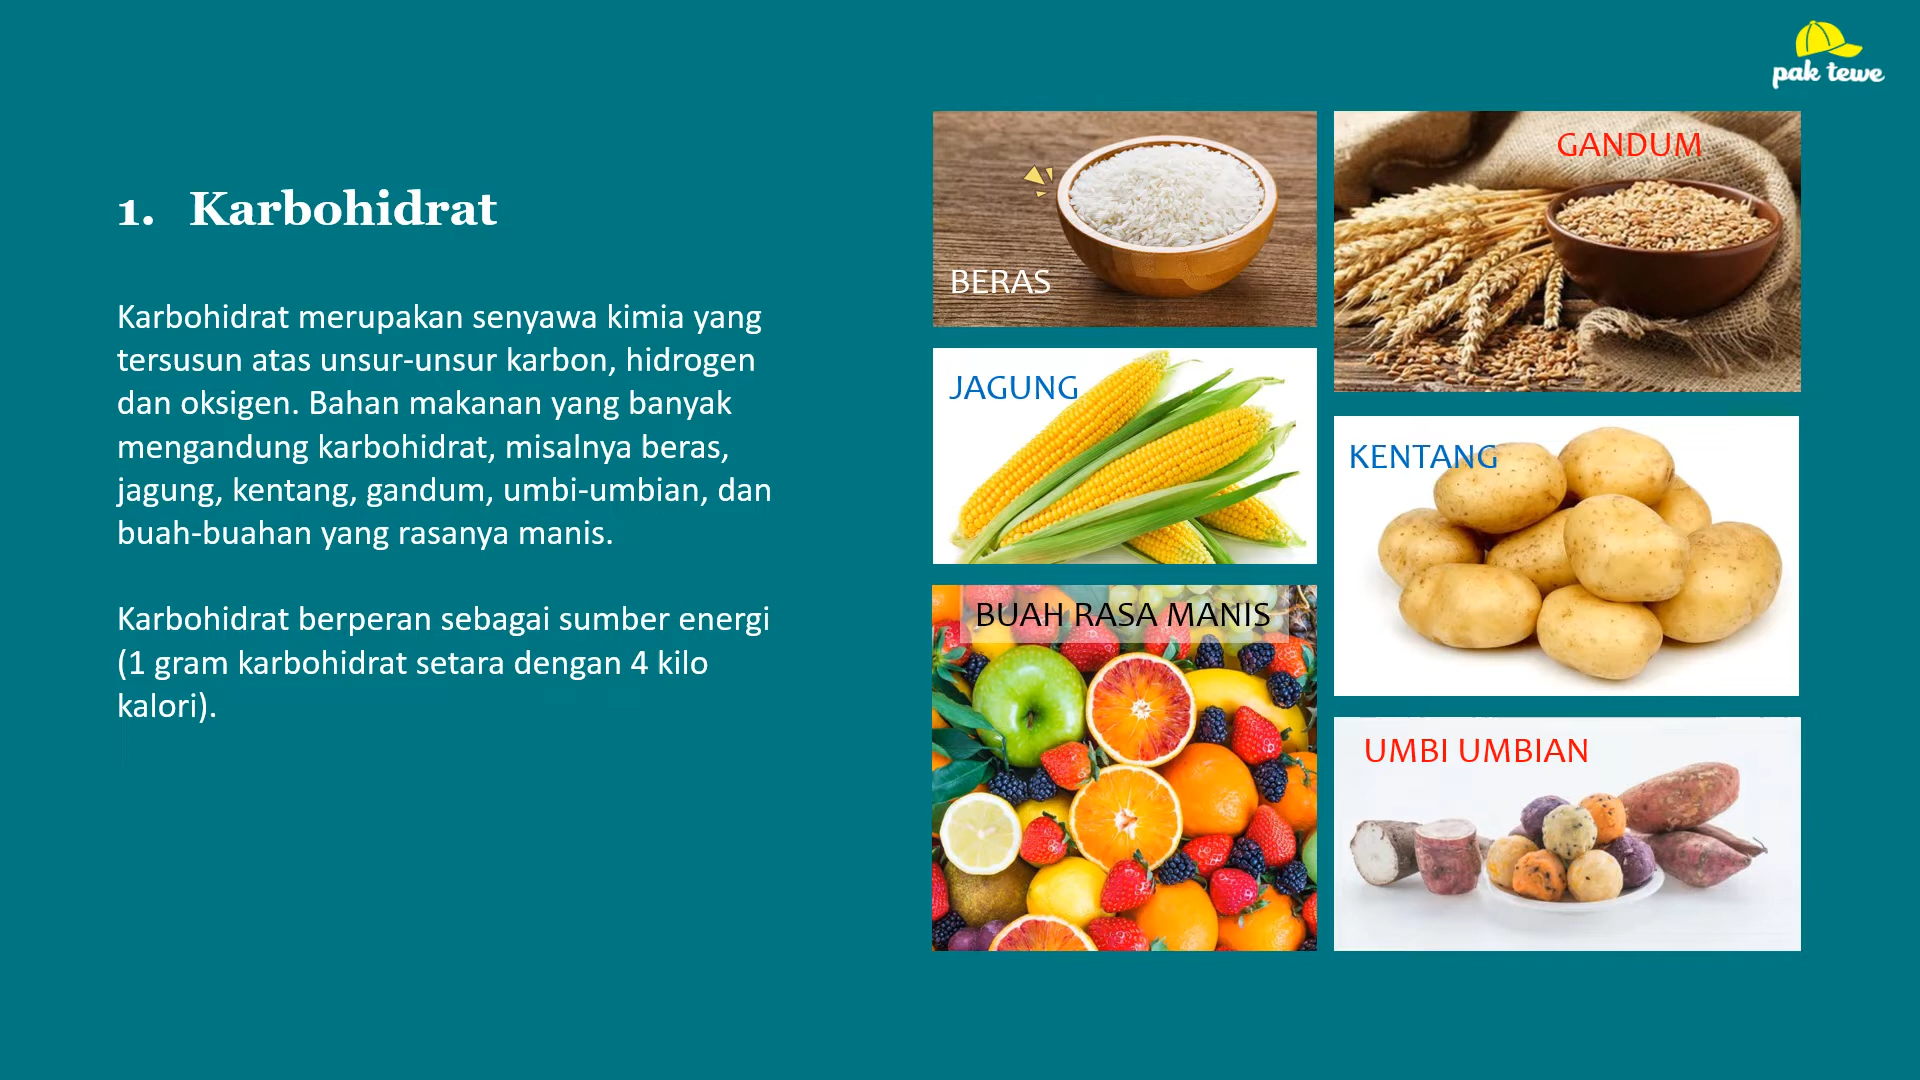 pak tewe
1. Karbohidrat
Karbohidrat merupakan senyawa kimia yang
tersusun atas unsur-unsur karbon, hidrogen
dan oksigen. Bahan makanan yang banyak
mengandung karbohidrat, misalnya beras,
jagung, kentang, gandum, umbi-umbian, dan
buah-buahan yang rasanya manis.
Karbohidrat berperan sebagai sumber energi
(1 gram karbohidrat setara dengan 4 kilo
kalori).
BERAS
GANDUM
JAGUNG
KENTANG
BUAH RASA MANIS
UMBI UMBIAN